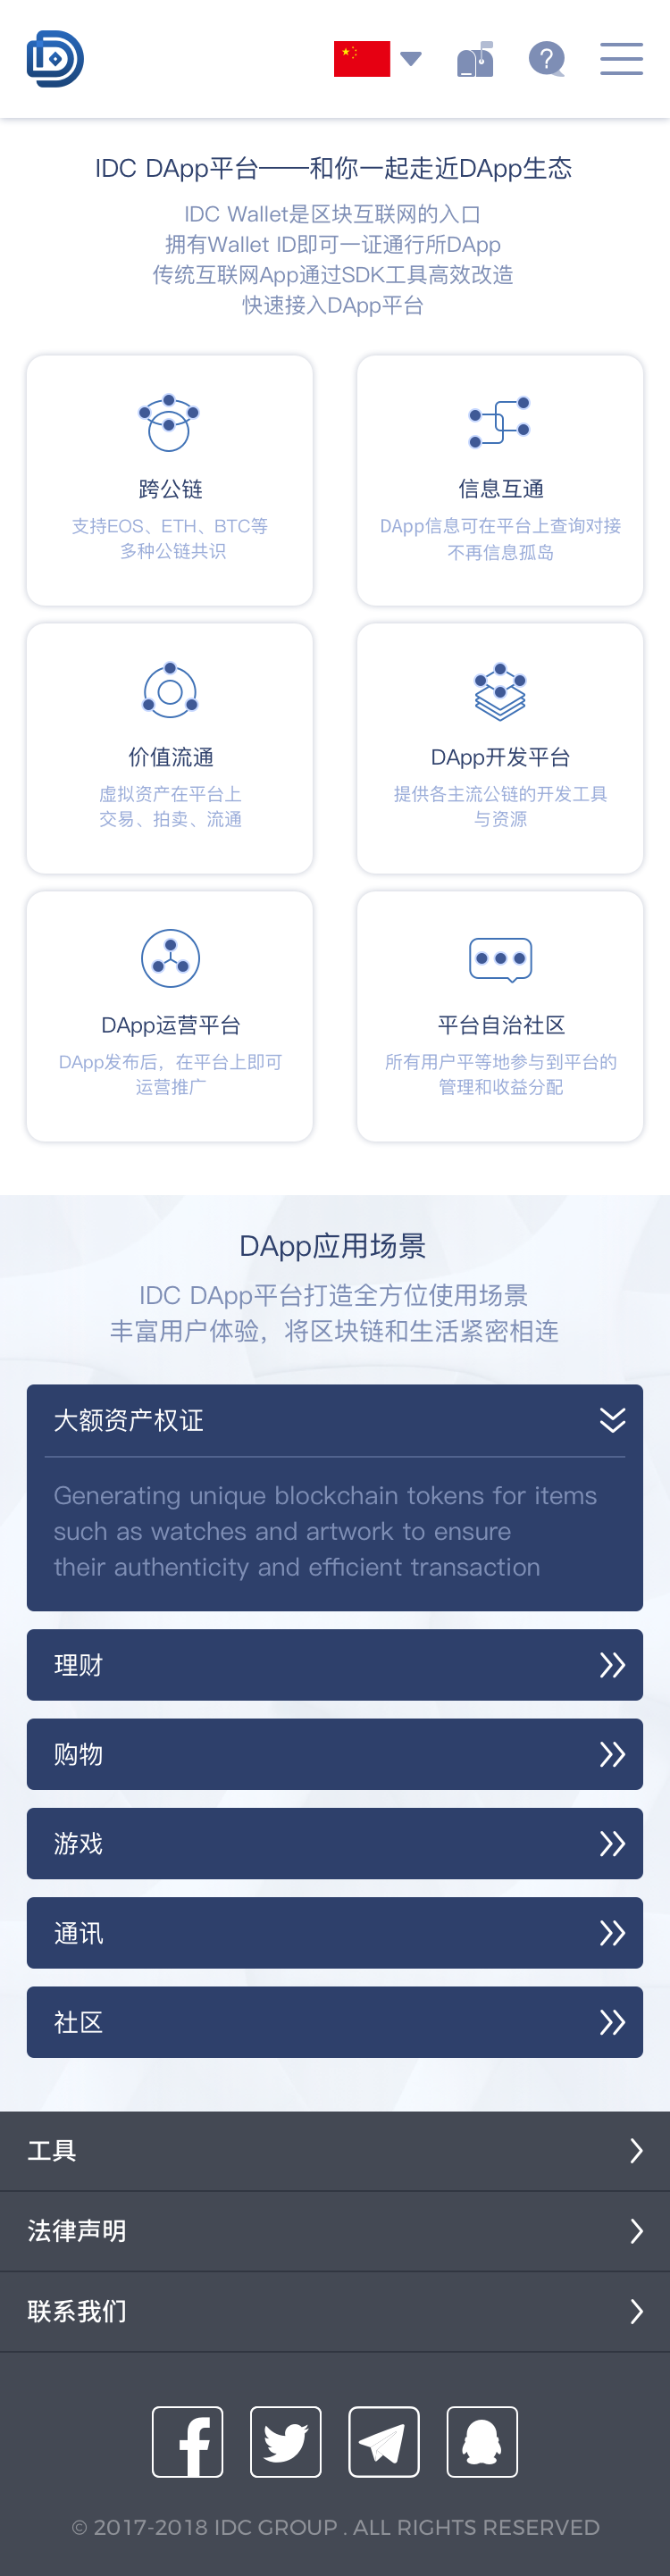 IDC DApp平台——和你一起走近DApp生态
IDC Wallet是区块互联网的入口
拥有Wallet ID即可一证通行所DApp
传统互联网App通过SDK工具高效改造
快速接入DApp平台
跨公链
支持EOS、ETH、BTC等
多种公链共识
信息互通
DApp信息可在平台上查询对接
不再信息孤岛
价值流通
虚拟资产在平台上
交易、拍卖、流通
DApp开发平台
提供各主流公链的开发工具
与资源
DApp运营平台
DApp发布后，在平台上即可
运营推广
平台自治社区
所有用户平等地参与到平台的
管理和收益分配
DApp应用场景
IDC DApp平台打造全方位使用场景
丰富用户体验，将区块链和生活紧密相连
大额资产权证
Generating unique blockchain tokens for items
such as watches and artwork to ensure
their authenticity and efficient transaction
理财
购物
游戏
通讯
社区
工具
法律声明
联系我们
© 2017-2018 IDC GROUP . ALL RIGHTS RESERVED